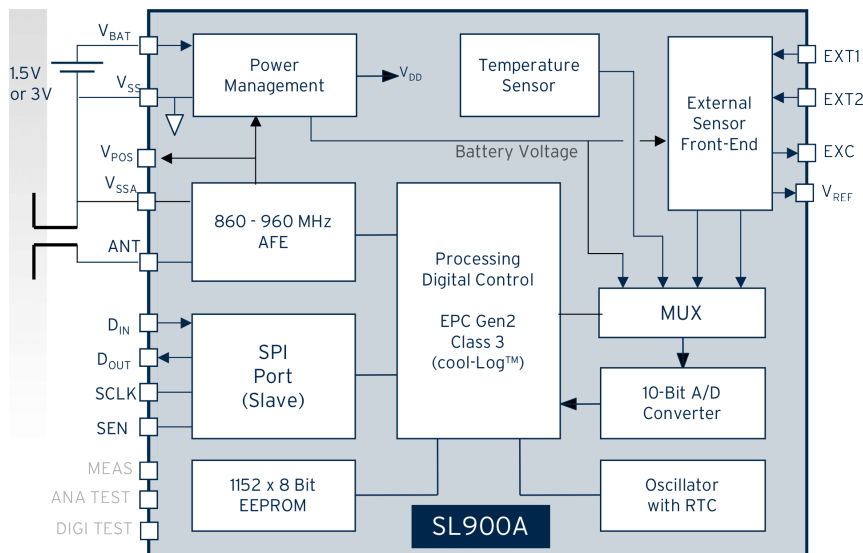 V_BAT
1.5V
or 3V
V_SS
V_POS
V_SSA
ANT
D_IN
D_OUT
SCLK
SEN
MEAS
ANA TEST
DIGI TEST
Power
Management
V_DD
Temperature
Sensor
Battery Voltage
External
Sensor
Front-End
EXT1
EXT2
EXC
V_REF
860 - 960 MHz
AFE
Processing
Digital Control
EPC Gen2
Class 3
(cool-Log™)
MUX
SPI
Port
(Slave)
10-Bit A/D
Converter
1152 x 8 Bit
EEPROM
Oscillator
with RTC
SL900A